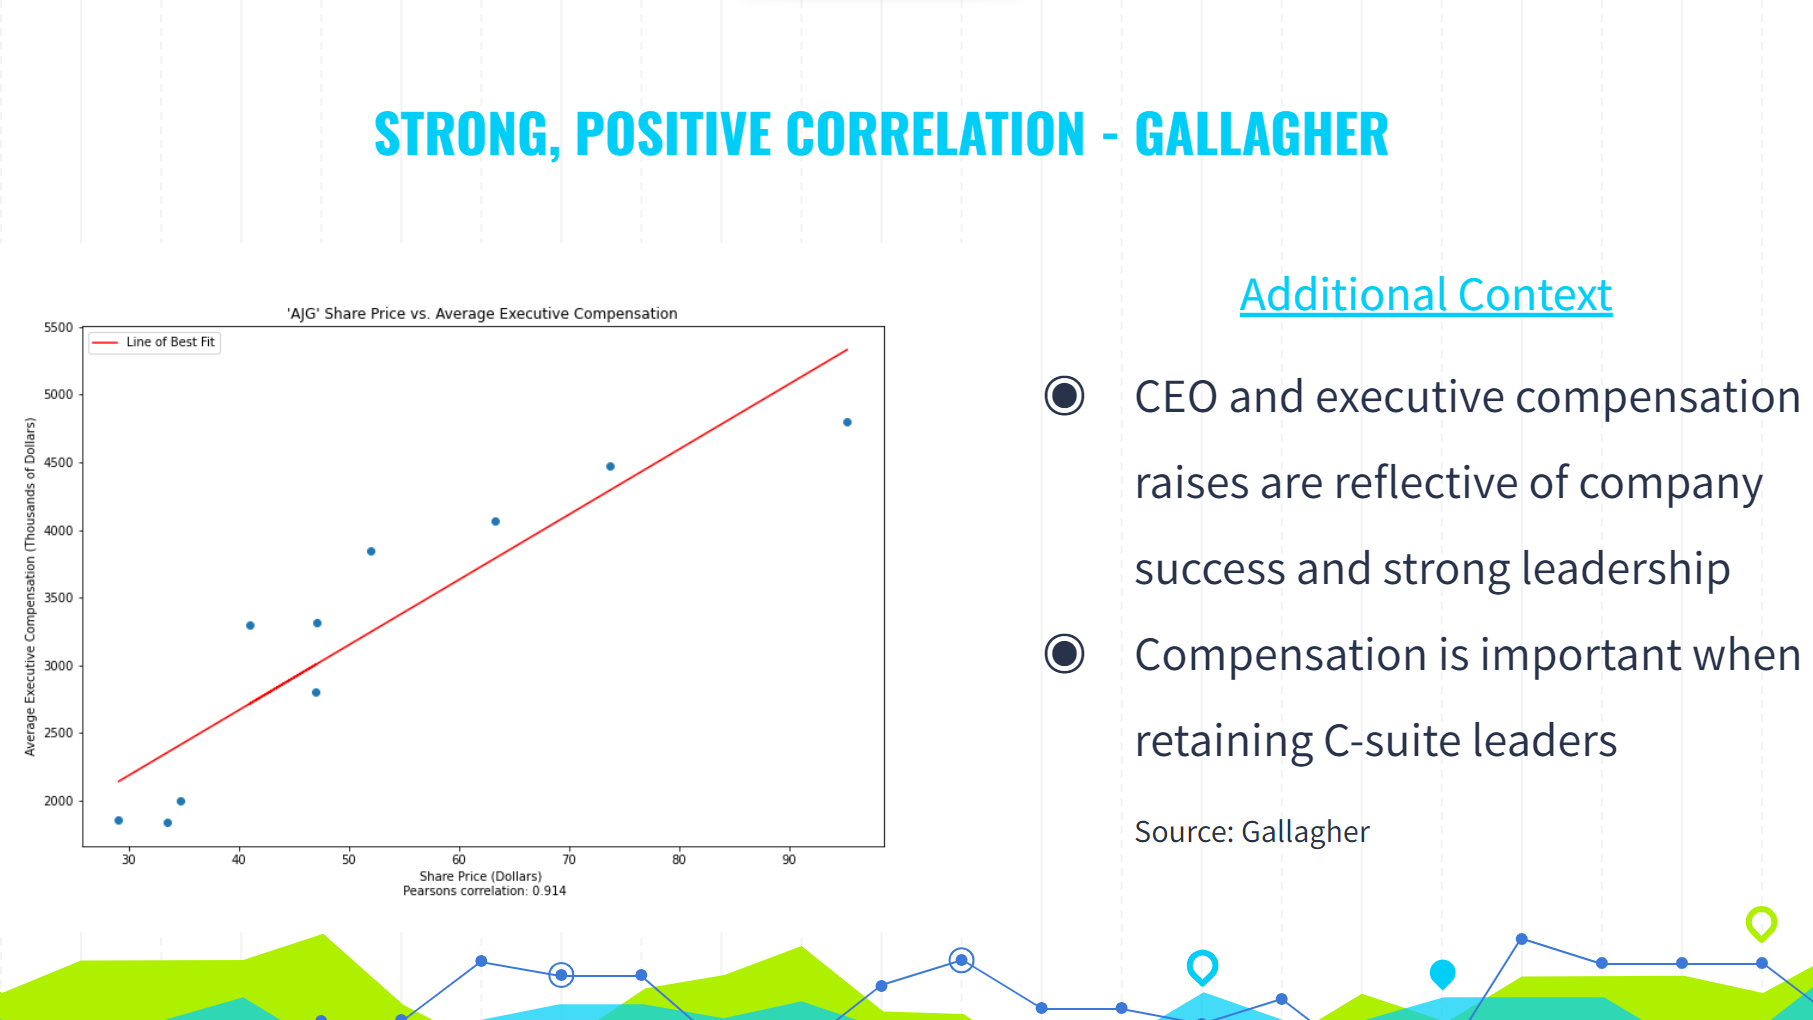 STRONG, POSITIVE CORRELATION - GALLAGHER
'AJG' Share Price vs. Average Executive Compensation
Line of Best Fit
Average Executive Compensation (Thousands of Dollars)
5500
5000
4500
4000
3500
3000
2500
2000
30 40 50 60 70 80 90
Share Price (Dollars)
Pearsons correlation: 0.914
Additional Context
CEO and executive compensation
raises are reflective of company
success and strong leadership
Compensation is important when
retaining C-suite leaders
Source: Gallagher